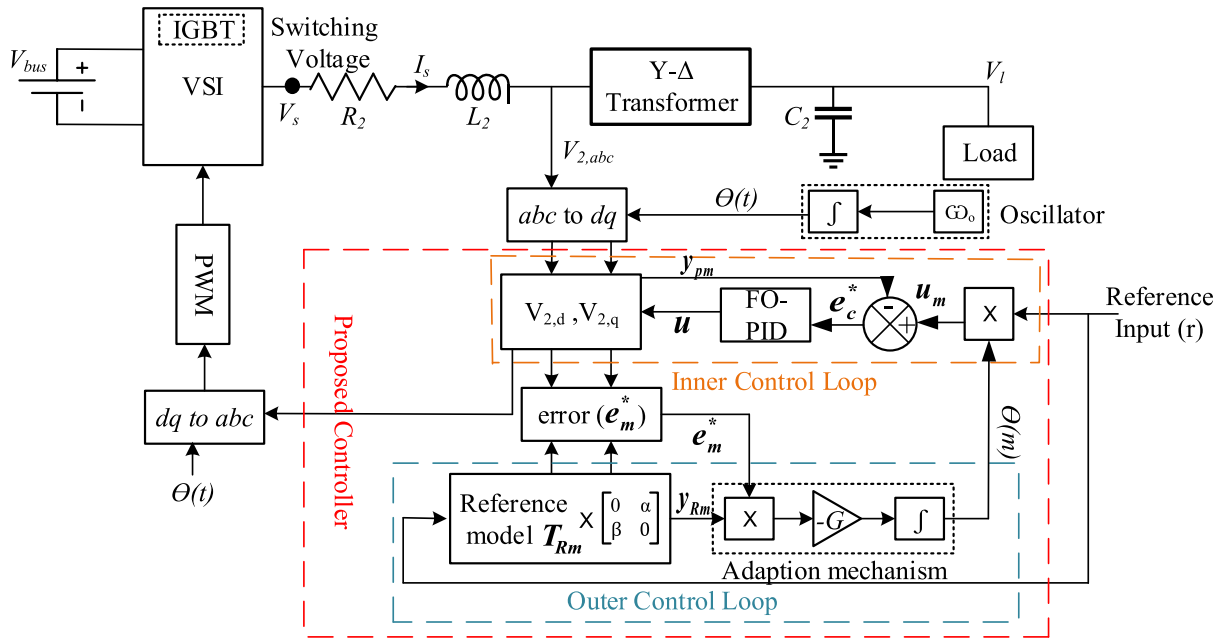 IGBT
VSI
Switching
Voltage
V_bus
+
-
V_s
R_2
I_s
L_2
Y-Δ
Transformer
V_l
C_2
Load
V_2,abc
abc to dq
Θ(t)
∫
ω_o
Oscillator
PWM
Proposed Controller
V_2,d ,V_2,q
y_pm
u
FO-
PID
e_c^*
-
+
u_m
X
Reference
Input (r)
Inner Control Loop
dq to abc
Θ(t)
error (e_m^*)
e_m^*
Θ(m)
Reference
model T_Rm
X
0 α
β 0
y_Rm
X
-G
∫
Adaption mechanism
Outer Control Loop